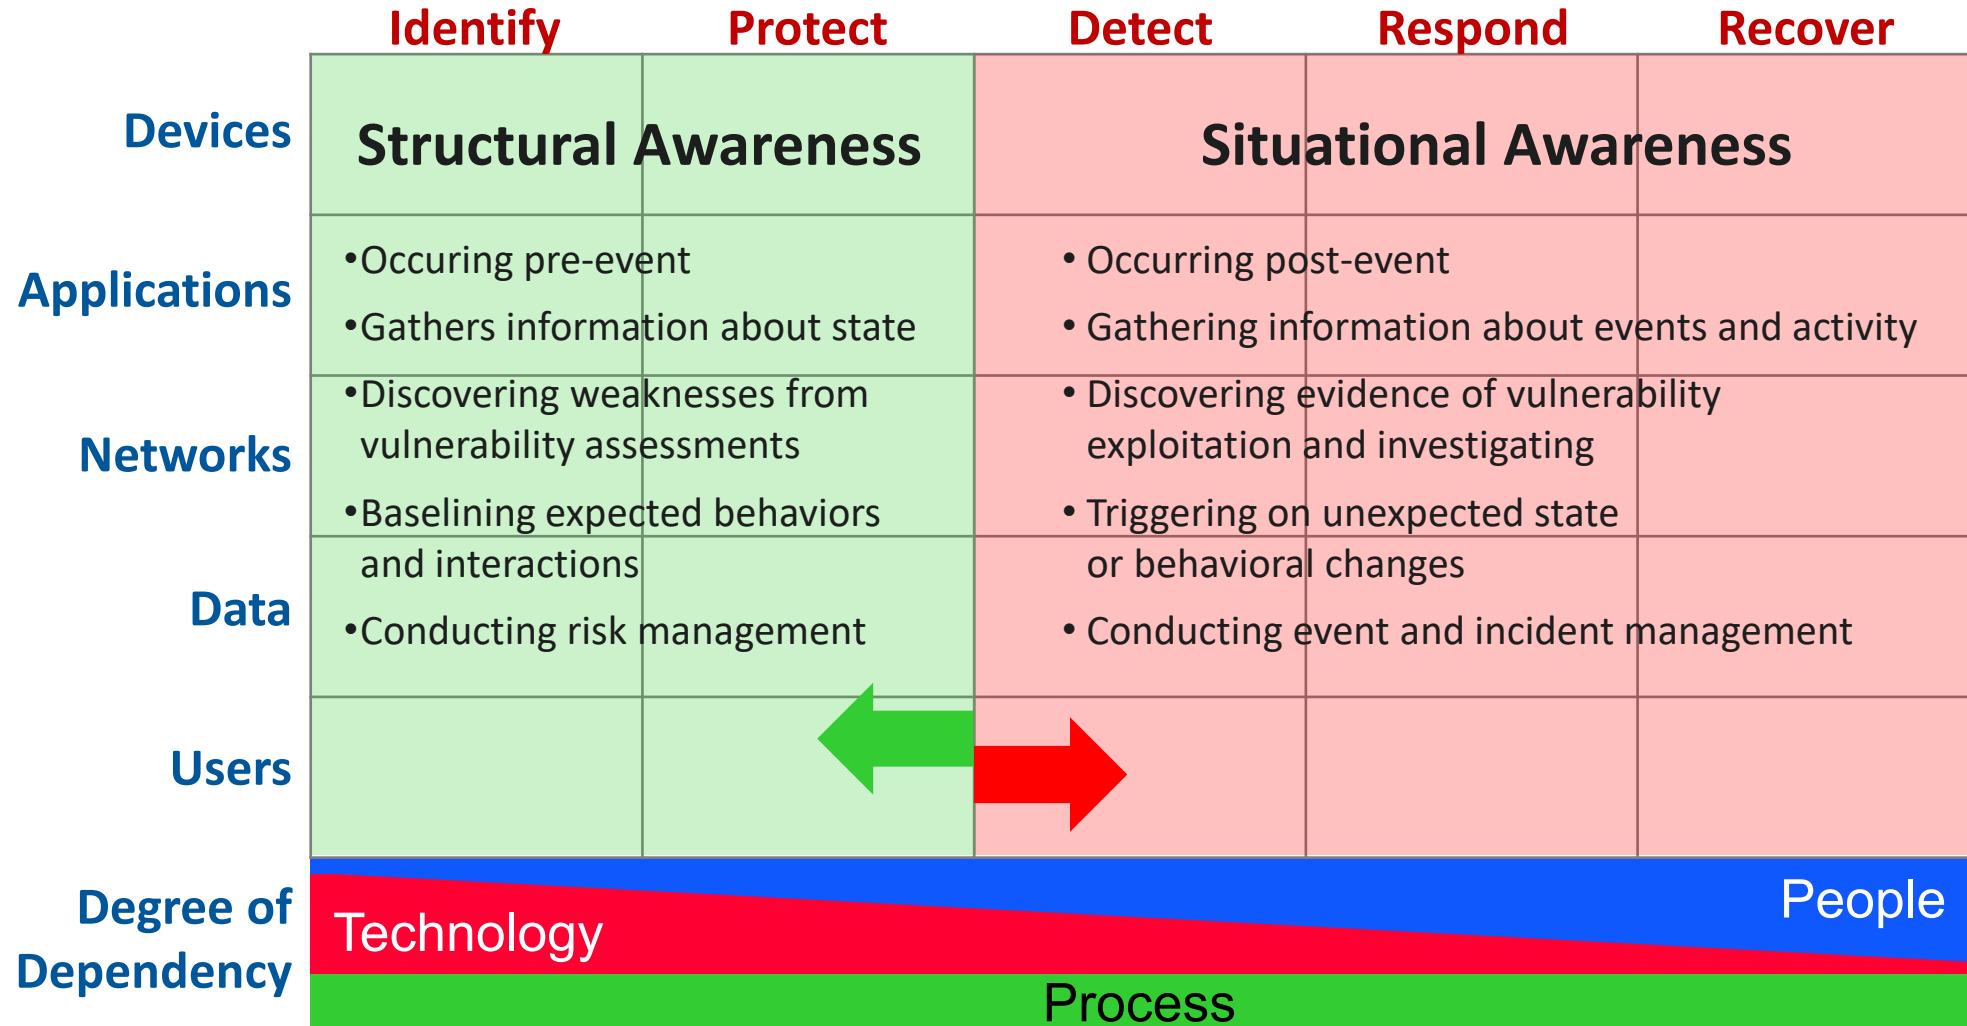 Identify Protect Detect Respond Recover
Devices
Structural Awareness
Situational Awareness
Applications
•Occuring pre-event
•Gathers information about state
• Occurring post-event
• Gathering information about events and activity
Networks
•Discovering weaknesses from
vulnerability assessments
•Baselining expected behaviors
and interactions
• Discovering evidence of vulnerability
exploitation and investigating
• Triggering on unexpected state
or behavioral changes
Data
•Conducting risk management
• Conducting event and incident management
Users
Degree of
Dependency
Technology
People
Process